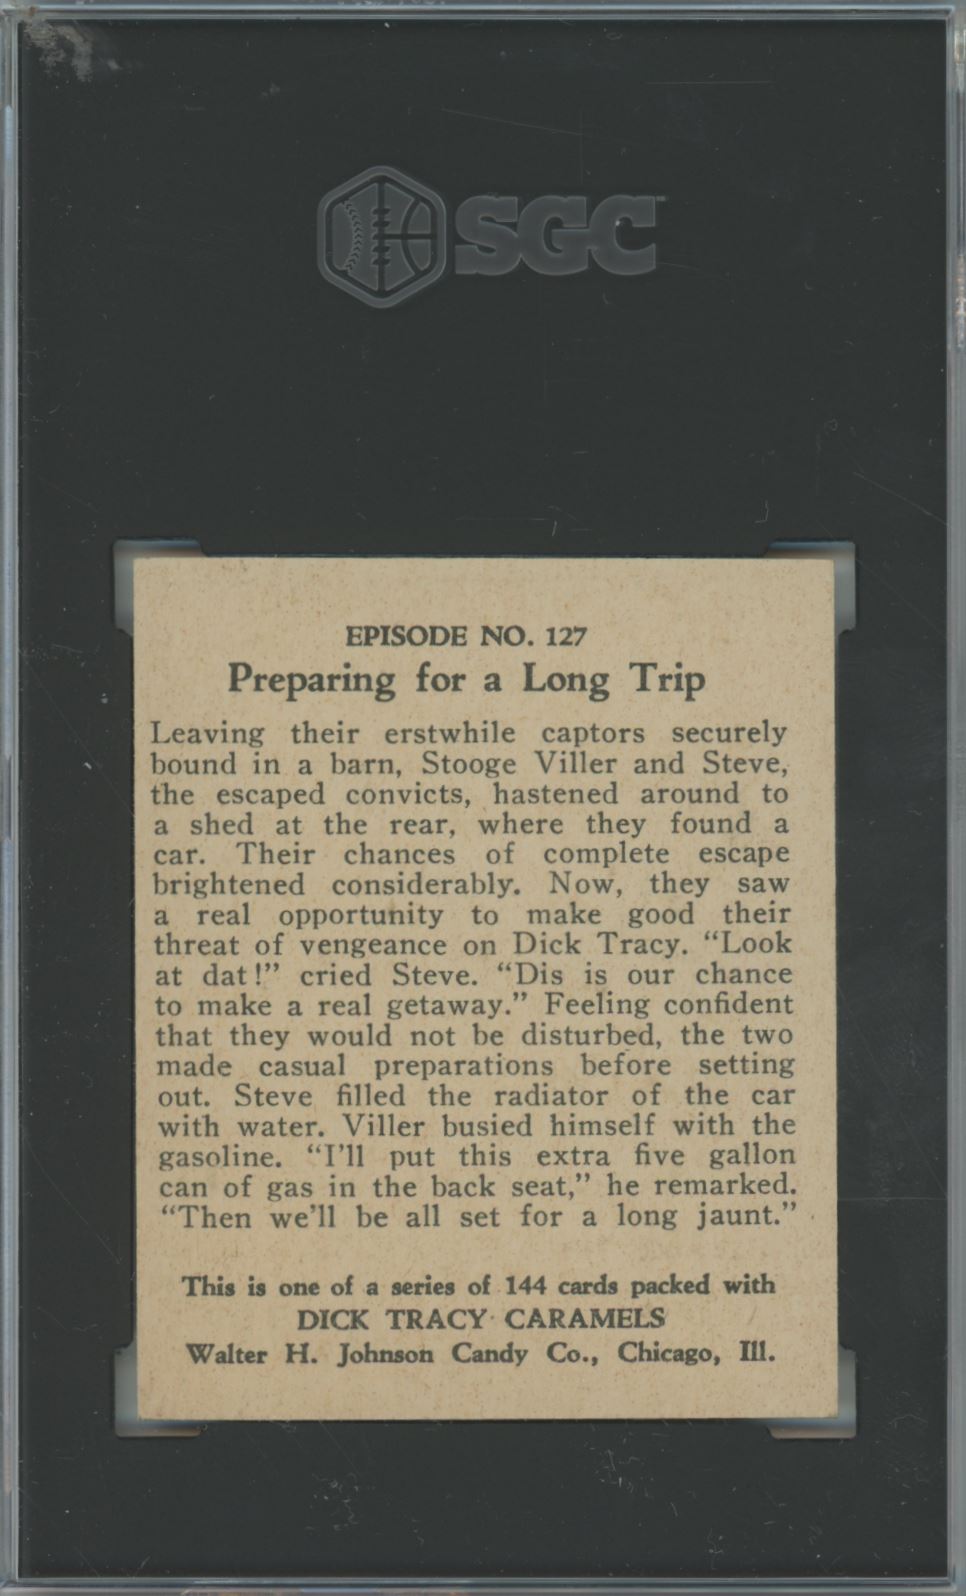 SGC
EPISODE NO. 127
Preparing for a Long Trip
Leaving their erstwhile captors securely
bound in a barn, Stooge Viller and Steve,
the escaped convicts, hastened around to
a shed at the rear, where they found a
car. Their chances of complete escape
brightened considerably. Now, they saw
a real opportunity to make good their
threat of vengeance on Dick Tracy. “Look
at dat!” cried Steve. “Dis is our chance
to make a real getaway.” Feeling confident
that they would not be disturbed, the two
made casual preparations before setting
out. Steve filled the radiator of the car
with water. Viller busied himself with the
gasoline. “I'll put this extra five gallon
can of gas in the back seat,” he remarked.
“Then we'll be all set for a long jaunt.”
This is one of a series of 144 cards packed with
DICK TRACY CARAMELS
Walter H. Johnson Candy Co., Chicago, Ill.